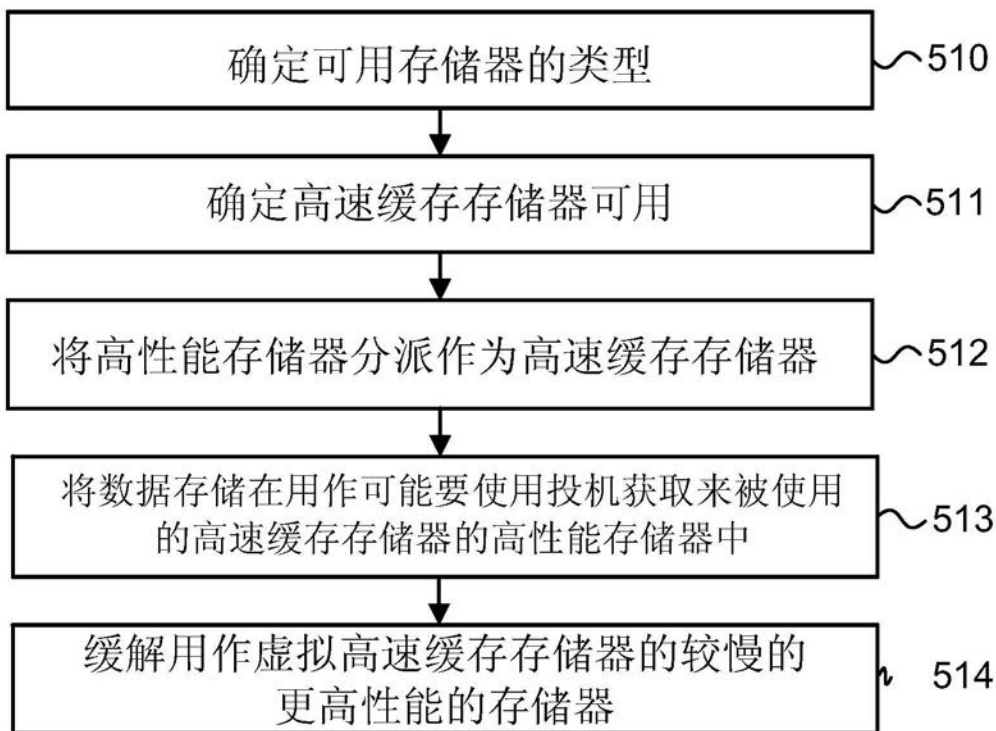 确定可用存储器的类型
510
确定高速缓存存储器可用
511
将高性能存储器分派作为高速缓存存储器
512
将数据存储在用作可能要使用投机获取来被使用
的高速缓存存储器的高性能存储器中
513
缓解用作虚拟高速缓存存储器的较慢的
更高性能的存储器
514